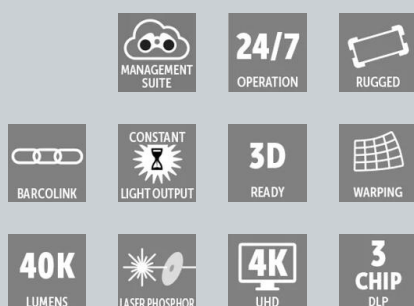 MANAGEMENT
SUITE
24/7
OPERATION
RUGGED
BARCOLINK
CONSTANT
LIGHT OUTPUT
3D
READY
WARPING
40K
LUMENS
LASER PHOSPHOR
4K
UHD
3
CHIP
DLP